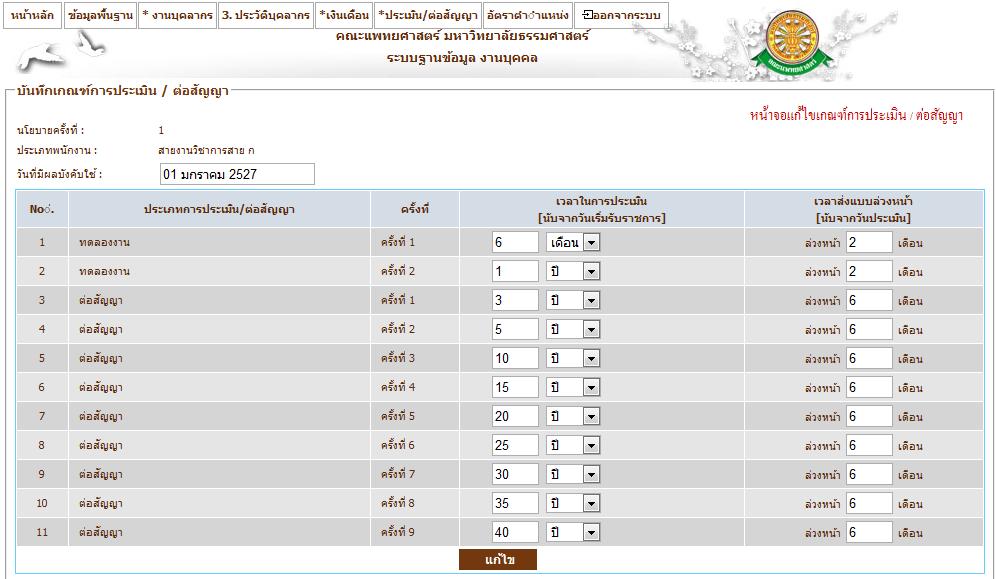 หน้าหลัก ข้อมูลพื้นฐาน * งานบุคลากร 3. ประวัติบุคลากร *เงินเดือน *ประเมิน/ต่อสัญญา อัตราตำแหน่ง ออกจากระบบ
คณะแพทยศาสตร์ มหาวิทยาลัยธรรมศาสตร์
ระบบฐานข้อมูล งานบุคคล
คณะแพทยศาสตร์
บันทึกเกณฑ์การประเมิน / ต่อสัญญา
หน้าจอแก้ไขเกณฑ์การประเมิน / ต่อสัญญา
นโยบายครั้งที่ : 1
ประเภทพนักงาน : สายงานวิชาการสาย ก
วันที่มีผลบังคับใช้ : 01 มกราคม 2527
Noํ. ประเภทการประเมิน/ต่อสัญญา ครั้งที่ เวลาในการประเมิน เวลาส่งแบบล่วงหน้า
[นับจากวันเริ่มรับราชการ] [นับจากวันประเมิน]
1 ทดลองงาน ครั้งที่ 1 6 เดือน ล่วงหน้า 2 เดือน
2 ทดลองงาน ครั้งที่ 2 1 ปี ล่วงหน้า 2 เดือน
3 ต่อสัญญา ครั้งที่ 1 3 ปี ล่วงหน้า 6 เดือน
4 ต่อสัญญา ครั้งที่ 2 5 ปี ล่วงหน้า 6 เดือน
5 ต่อสัญญา ครั้งที่ 3 10 ปี ล่วงหน้า 6 เดือน
6 ต่อสัญญา ครั้งที่ 4 15 ปี ล่วงหน้า 6 เดือน
7 ต่อสัญญา ครั้งที่ 5 20 ปี ล่วงหน้า 6 เดือน
8 ต่อสัญญา ครั้งที่ 6 25 ปี ล่วงหน้า 6 เดือน
9 ต่อสัญญา ครั้งที่ 7 30 ปี ล่วงหน้า 6 เดือน
10 ต่อสัญญา ครั้งที่ 8 35 ปี ล่วงหน้า 6 เดือน
11 ต่อสัญญา ครั้งที่ 9 40 ปี ล่วงหน้า 6 เดือน
แก้ไข